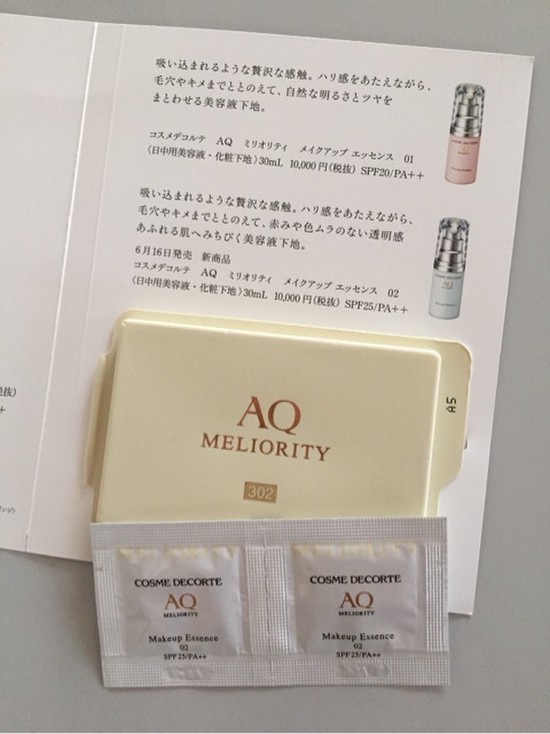 吸い込まれるような贅沢な感触。ハリ感をあたえながら、
毛穴やキメまでととのえて、自然な明るさとツヤを
まとわせる美容液下地。
コスメデコルテ AQ ミリオリティ メイクアップ エッセンス 01
〈日中用美容液・化粧下地〉30mL 10,000円(税抜) SPF20/PA++
吸い込まれるような贅沢な感触。ハリ感をあたえながら、
毛穴やキメまでととのえて、赤みや色ムラのない透明感
あふれる肌へみちびく美容液下地。
6月16日発売 新商品
コスメデコルテ AQ ミリオリティ メイクアップ エッセンス 02
〈日中用美容液・化粧下地〉30mL 10,000円(税抜) SPF25/PA++
AQ
MELIORITY
302
A5
COSME DECORTE
AQ
MELIORITY
Makeup Essence
02
SPF25/PA++
COSME DECORTE
AQ
MELIORITY
Makeup Essence
02
SPF25/PA++